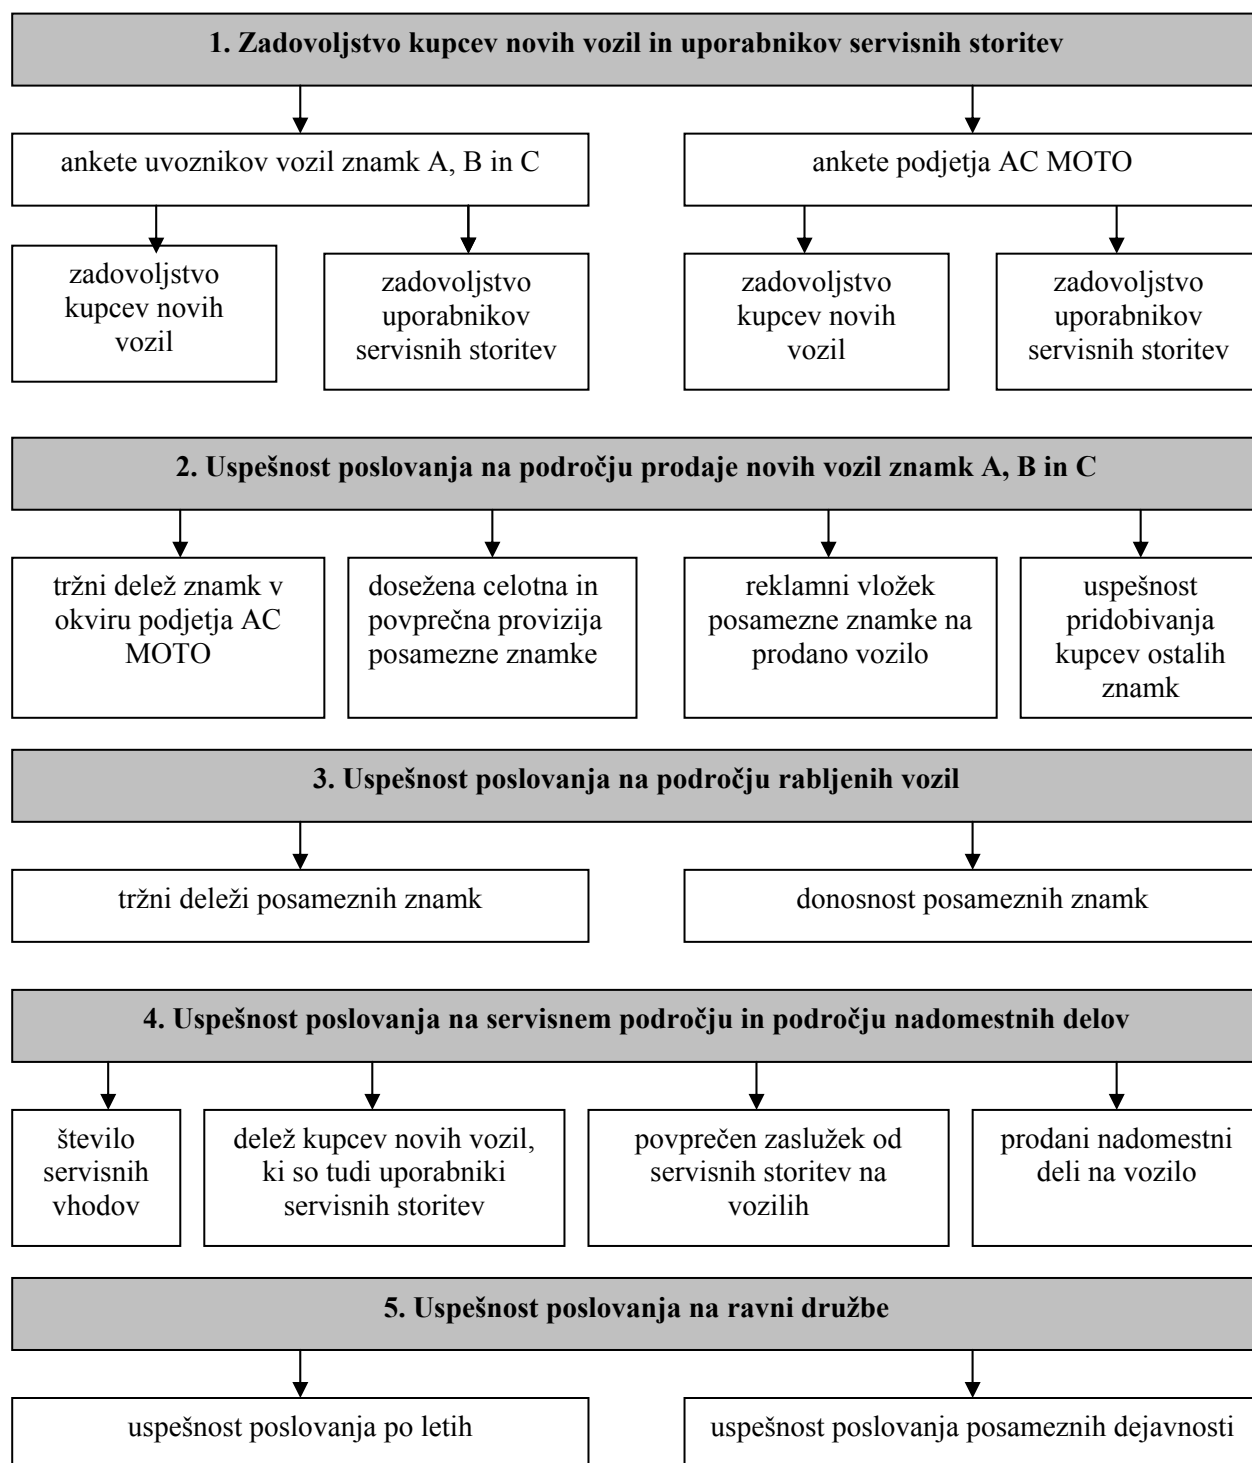 1. Zadovoljstvo kupcev novih vozil in uporabnikov servisnih storitev
ankete uvoznikov vozil znamk A, B in C
ankete podjetja AC MOTO
zadovoljstvo
kupcev novih
vozil
zadovoljstvo
uporabnikov
servisnih storitev
zadovoljstvo
kupcev novih
vozil
zadovoljstvo
uporabnikov
servisnih storitev
2. Uspešnost poslovanja na področju prodaje novih vozil znamk A, B in C
tržni delež znamk v
okviru podjetja AC
MOTO
dosežena celotna in
povprečna provizija
posamezne znamke
reklamni vložek
posamezne znamke na
prodano vozilo
uspešnost
pridobivanja
kupcev ostalih
znamk
3. Uspešnost poslovanja na področju rabljenih vozil
tržni deleži posameznih znamk
donosnost posameznih znamk
4. Uspešnost poslovanja na servisnem področju in področju nadomestnih delov
število
servisnih
vhodov
delež kupcev novih vozil,
ki so tudi uporabniki
servisnih storitev
povprečen zaslužek od
servisnih storitev na
vozilih
prodani nadomestni
deli na vozilo
5. Uspešnost poslovanja na ravni družbe
uspešnost poslovanja po letih
uspešnost poslovanja posameznih dejavnosti